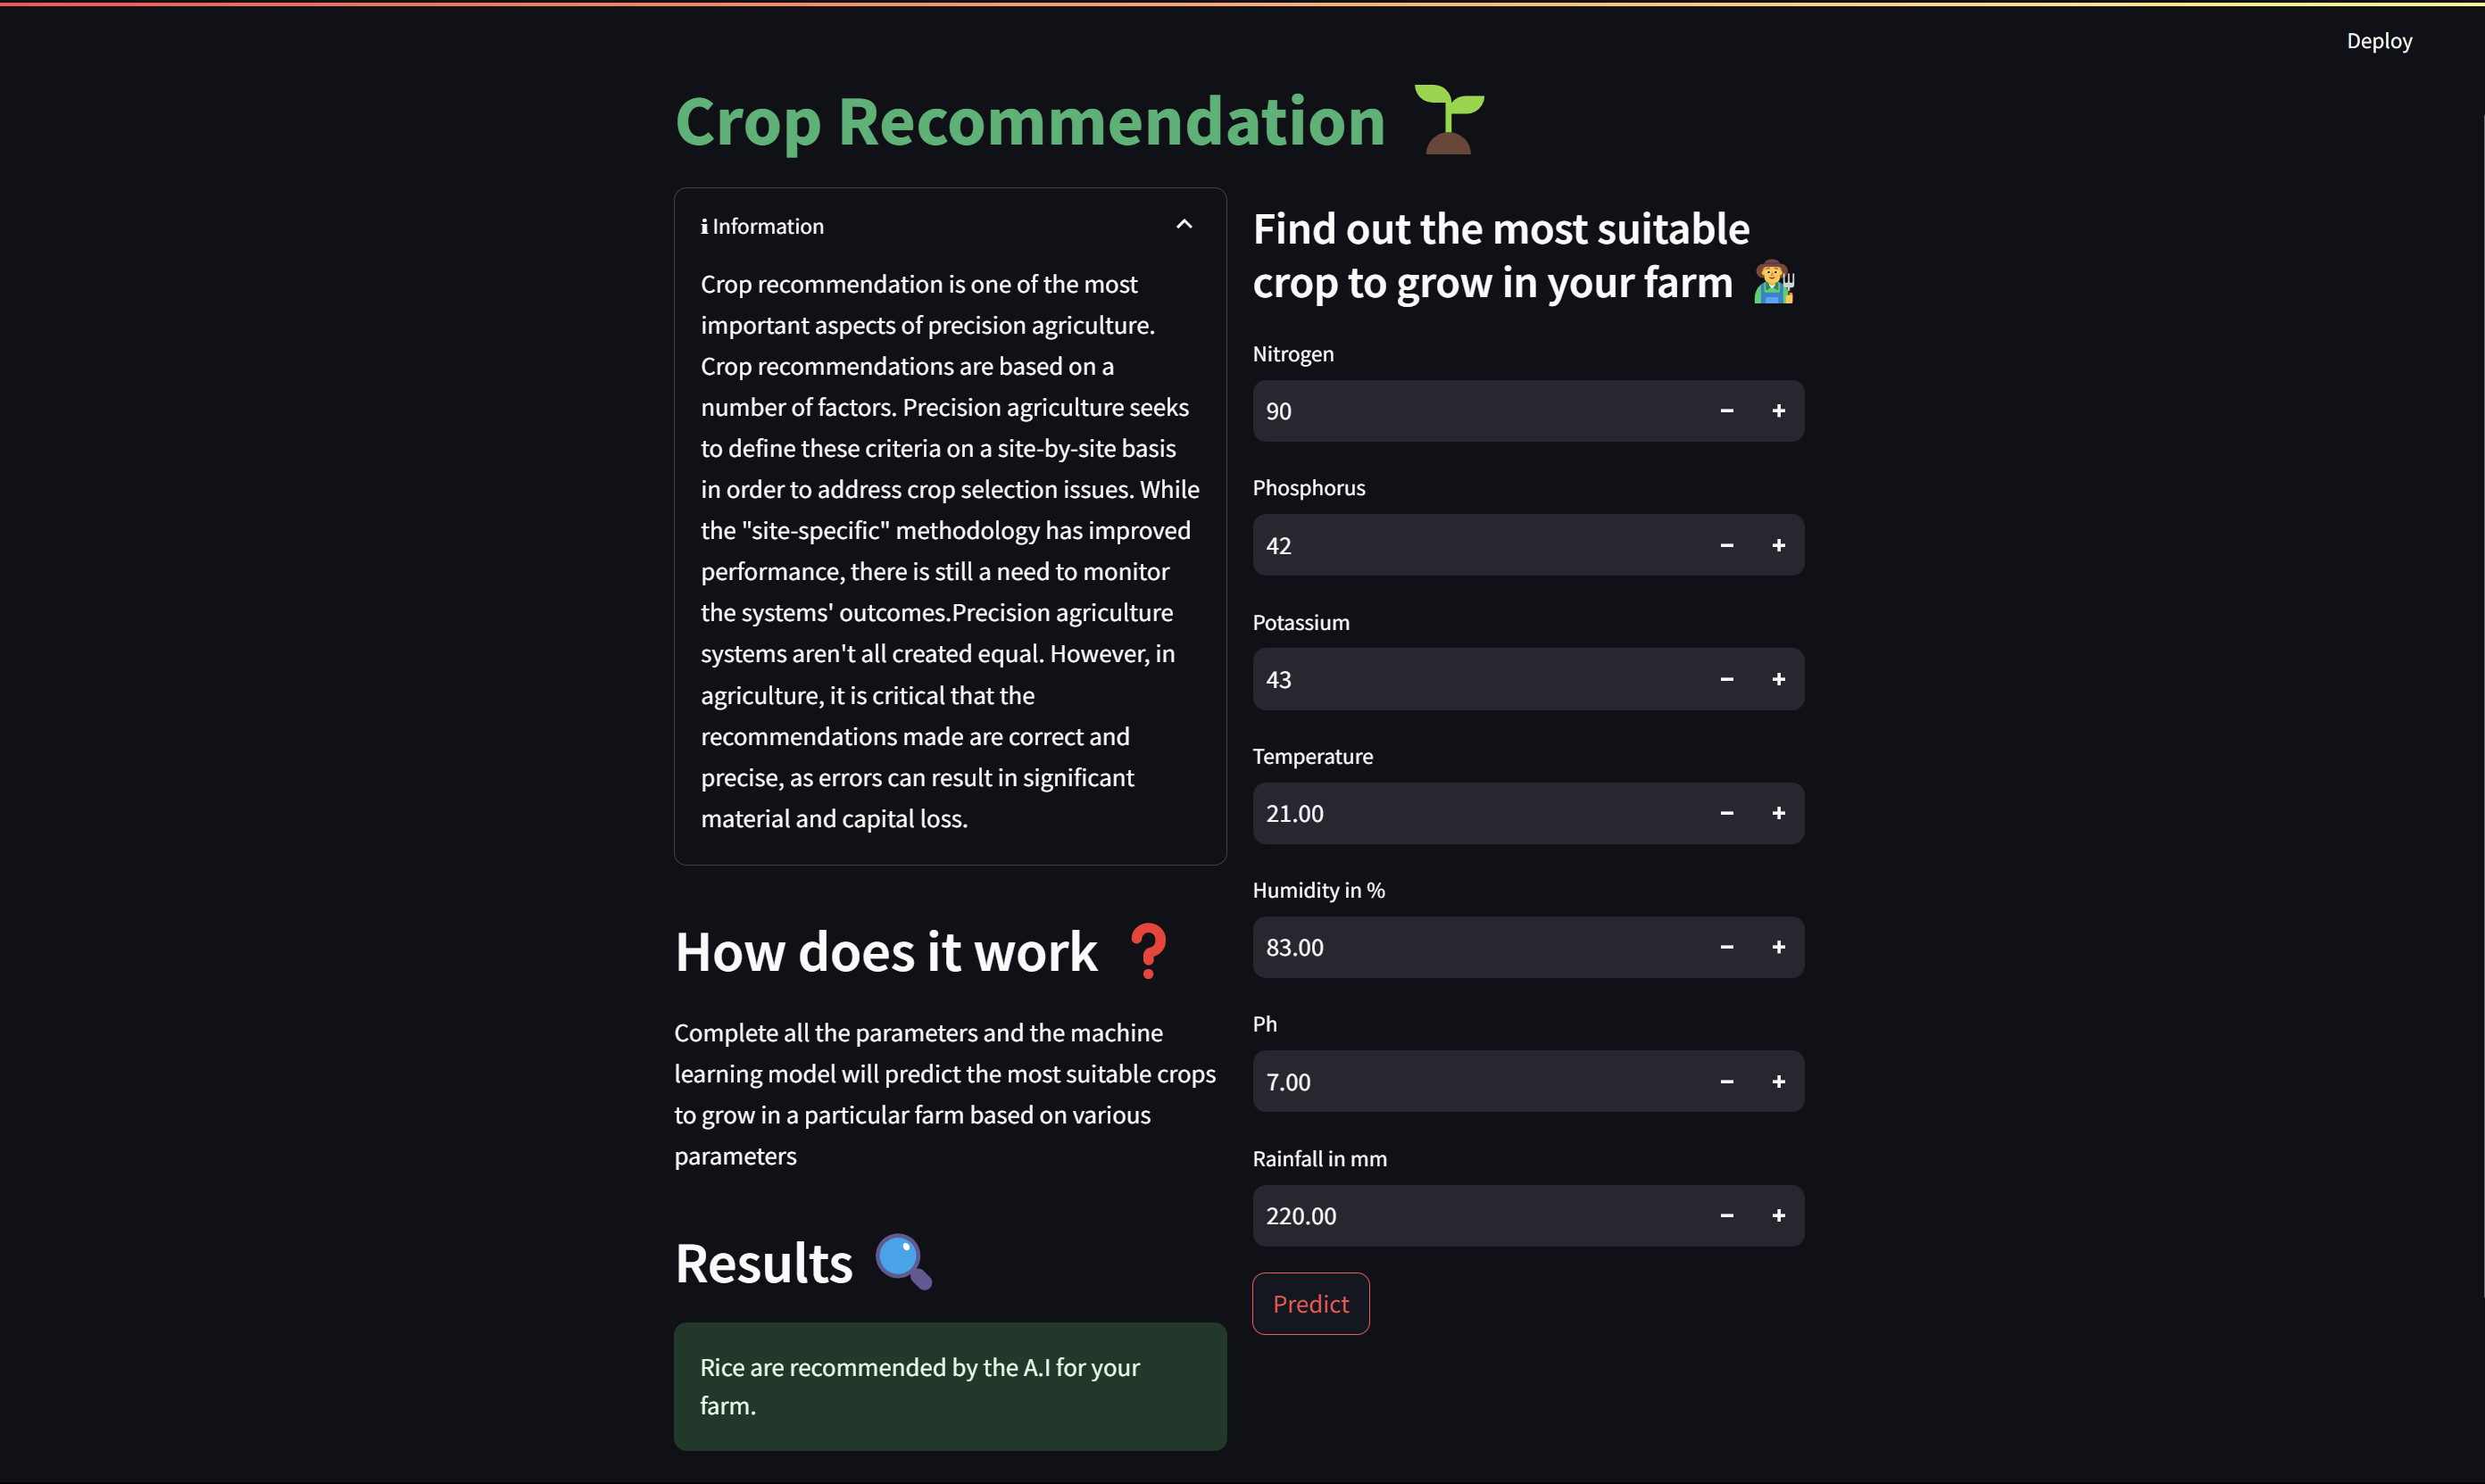 Deploy
Crop Recommendation
Information
Crop recommendation is one of the most
important aspects of precision agriculture.
Crop recommendations are based on a
number of factors. Precision agriculture seeks
to define these criteria on a site-by-site basis
in order to address crop selection issues. While
the "site-specific" methodology has improved
performance, there is still a need to monitor
the systems' outcomes.Precision agriculture
systems aren't all created equal. However, in
agriculture, it is critical that the
recommendations made are correct and
precise, as errors can result in significant
material and capital loss.
How does it work ❓
Complete all the parameters and the machine
learning model will predict the most suitable crops
to grow in a particular farm based on various
parameters
Results
Rice are recommended by the A.I for your
farm.
Find out the most suitable
crop to grow in your farm
Nitrogen
90
Phosphorus
42
Potassium
43
Temperature
21.00
Humidity in %
83.00
Ph
7.00
Rainfall in mm
220.00
Predict